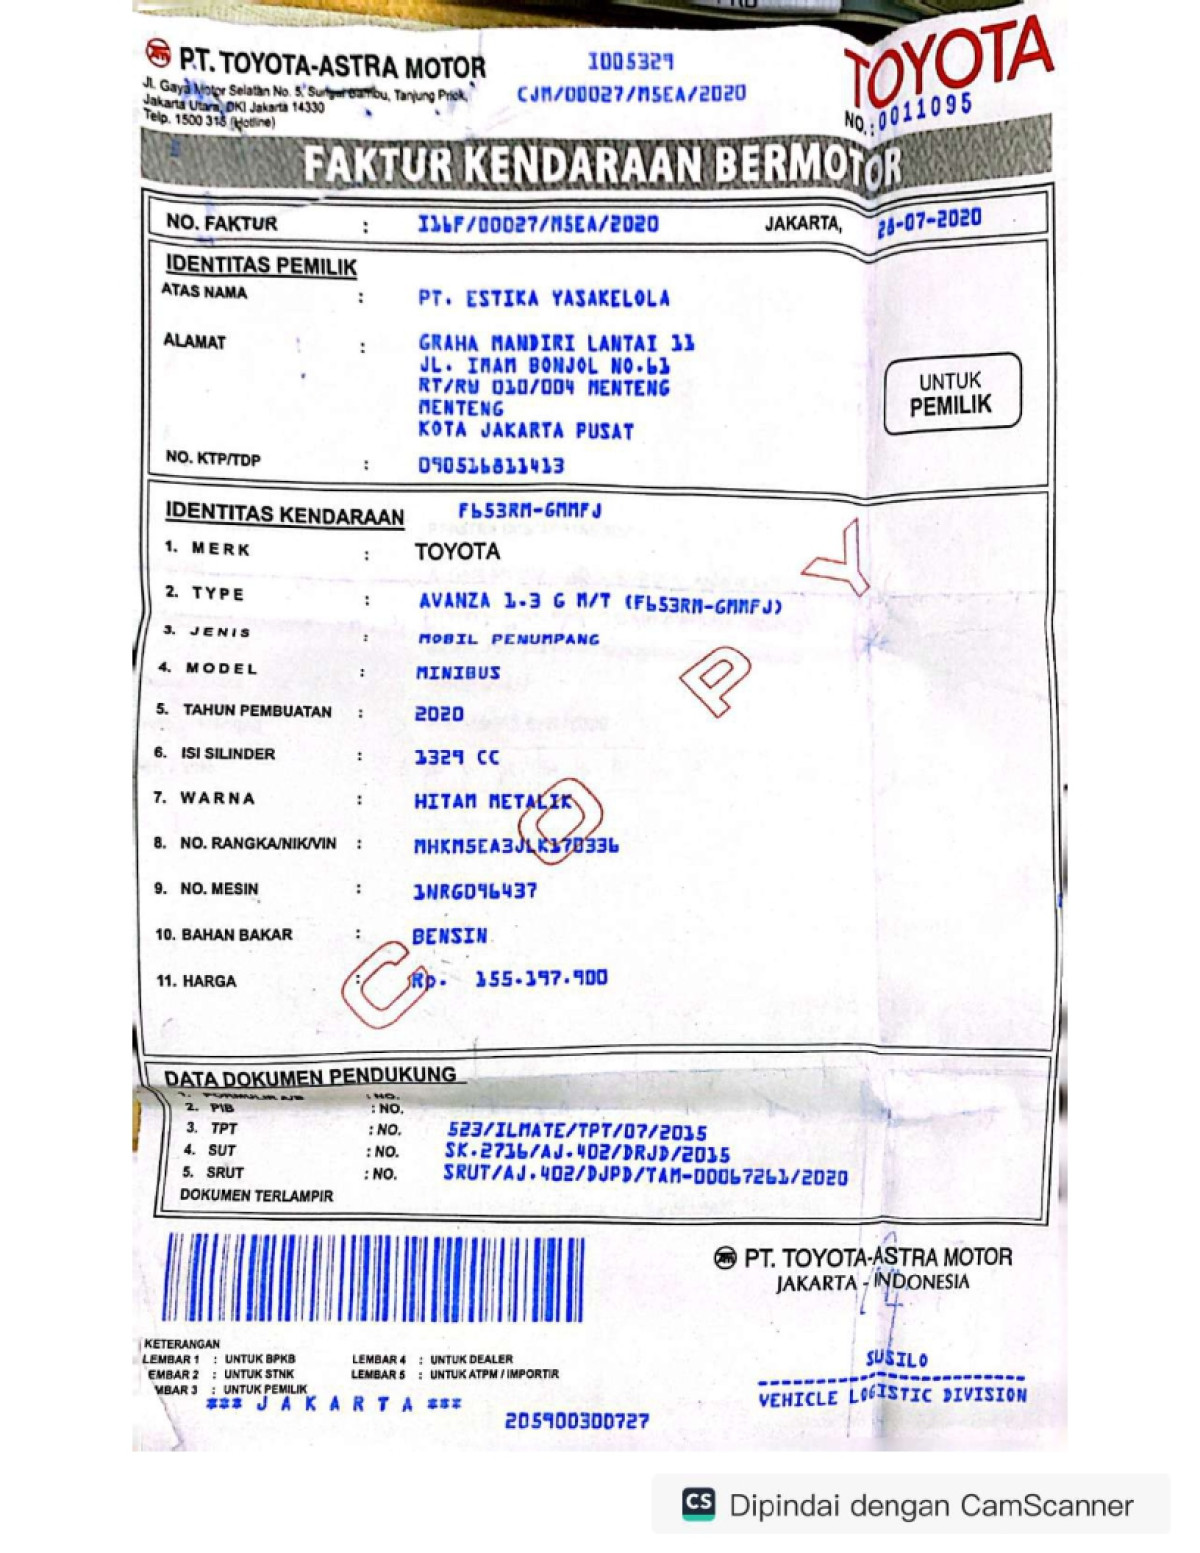 PT. TOYOTA-ASTRA MOTOR
Jl. Gaya Motor Selatan No. 5, Sungai Bambu, Tanjung Priok,
Jakarta Utara, DKI Jakarta 14330
Telp. 1500 315 (Hotline)
I005329
CJM/00027/M5EA/2020
TOYOTA
NO.: 0011095
FAKTUR KENDARAAN BERMOTOR
NO. FAKTUR : I16F/00027/M5EA/2020 JAKARTA, 28-07-2020
IDENTITAS PEMILIK
ATAS NAMA : PT. ESTIKA YASAKELOLA
ALAMAT : GRAHA MANDIRI LANTAI 11
JL. IMAM BONJOL NO.61
RT/RW 010/004 MENTENG
MENTENG
KOTA JAKARTA PUSAT
UNTUK
PEMILIK
NO. KTP/TDP : 090516811413
IDENTITAS KENDARAAN F653RM-GMMFJ
1. MERK : TOYOTA
2. TYPE : AVANZA 1.3 G M/T (F653RM-GMMFJ)
3. JENIS : MOBIL PENUMPANG
4. MODEL : MINIBUS
5. TAHUN PEMBUATAN : 2020
6. ISI SILINDER : 1329 CC
7. WARNA : HITAM METALIK
8. NO. RANGKA/NIK/VIN : MHKM5EA3JLK170336
9. NO. MESIN : 1NRG096437
10. BAHAN BAKAR : BENSIN
11. HARGA : Rp. 155.197.900
COPY
DATA DOKUMEN PENDUKUNG
1. FORMULIR A/B : NO.
2. PIB : NO.
3. TPT : NO. 523/ILMATE/TPT/07/2015
4. SUT : NO. SK.2716/AJ.402/DRJD/2015
5. SRUT : NO. SRUT/AJ.402/DJPD/TAM-00067261/2020
DOKUMEN TERLAMPIR
PT. TOYOTA-ASTRA MOTOR
JAKARTA - INDONESIA
KETERANGAN
LEMBAR 1 : UNTUK BPKB LEMBAR 4 : UNTUK DEALER
EMBAR 2 : UNTUK STNK LEMBAR 5 : UNTUK ATPM / IMPORTIR
MBAR 3 : UNTUK PEMILIK
*** J A K A R T A ***
205900300727
SUSILO
VEHICLE LOGISTIC DIVISION
CS Dipindai dengan CamScanner